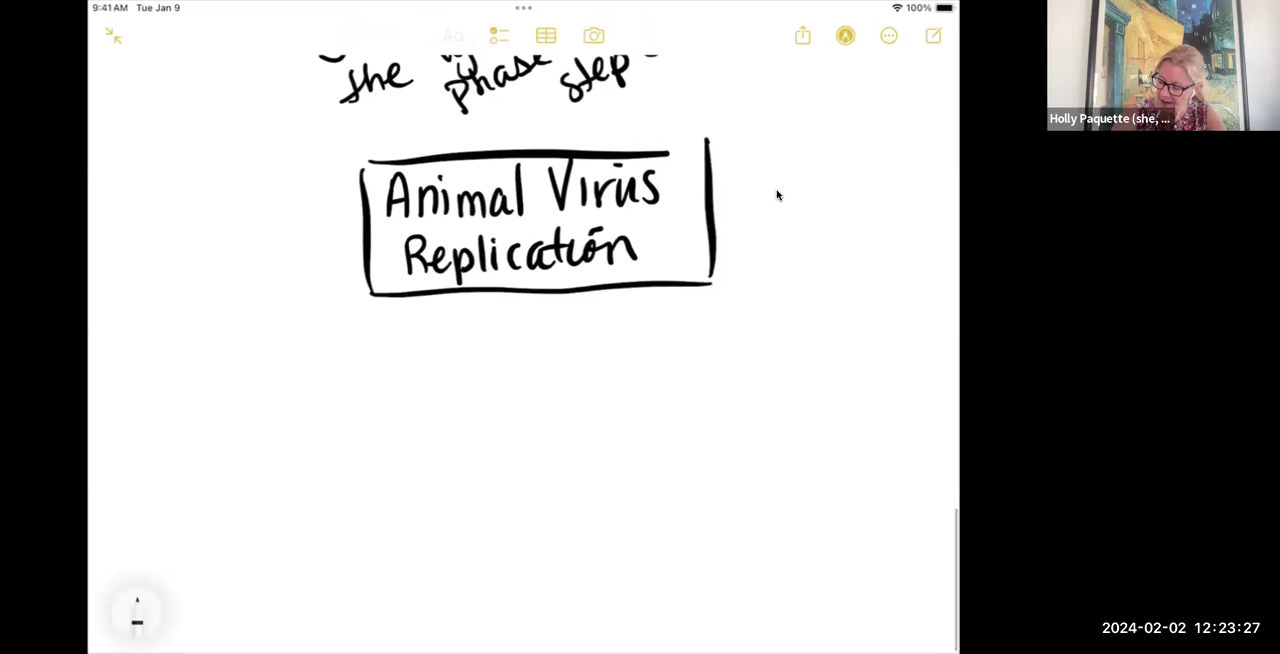 9:41 AM Tue Jan 9
100%
the phase step
Animal Virus
Replication
Holly Paquette (she, ...
2024-02-02 12:23:27